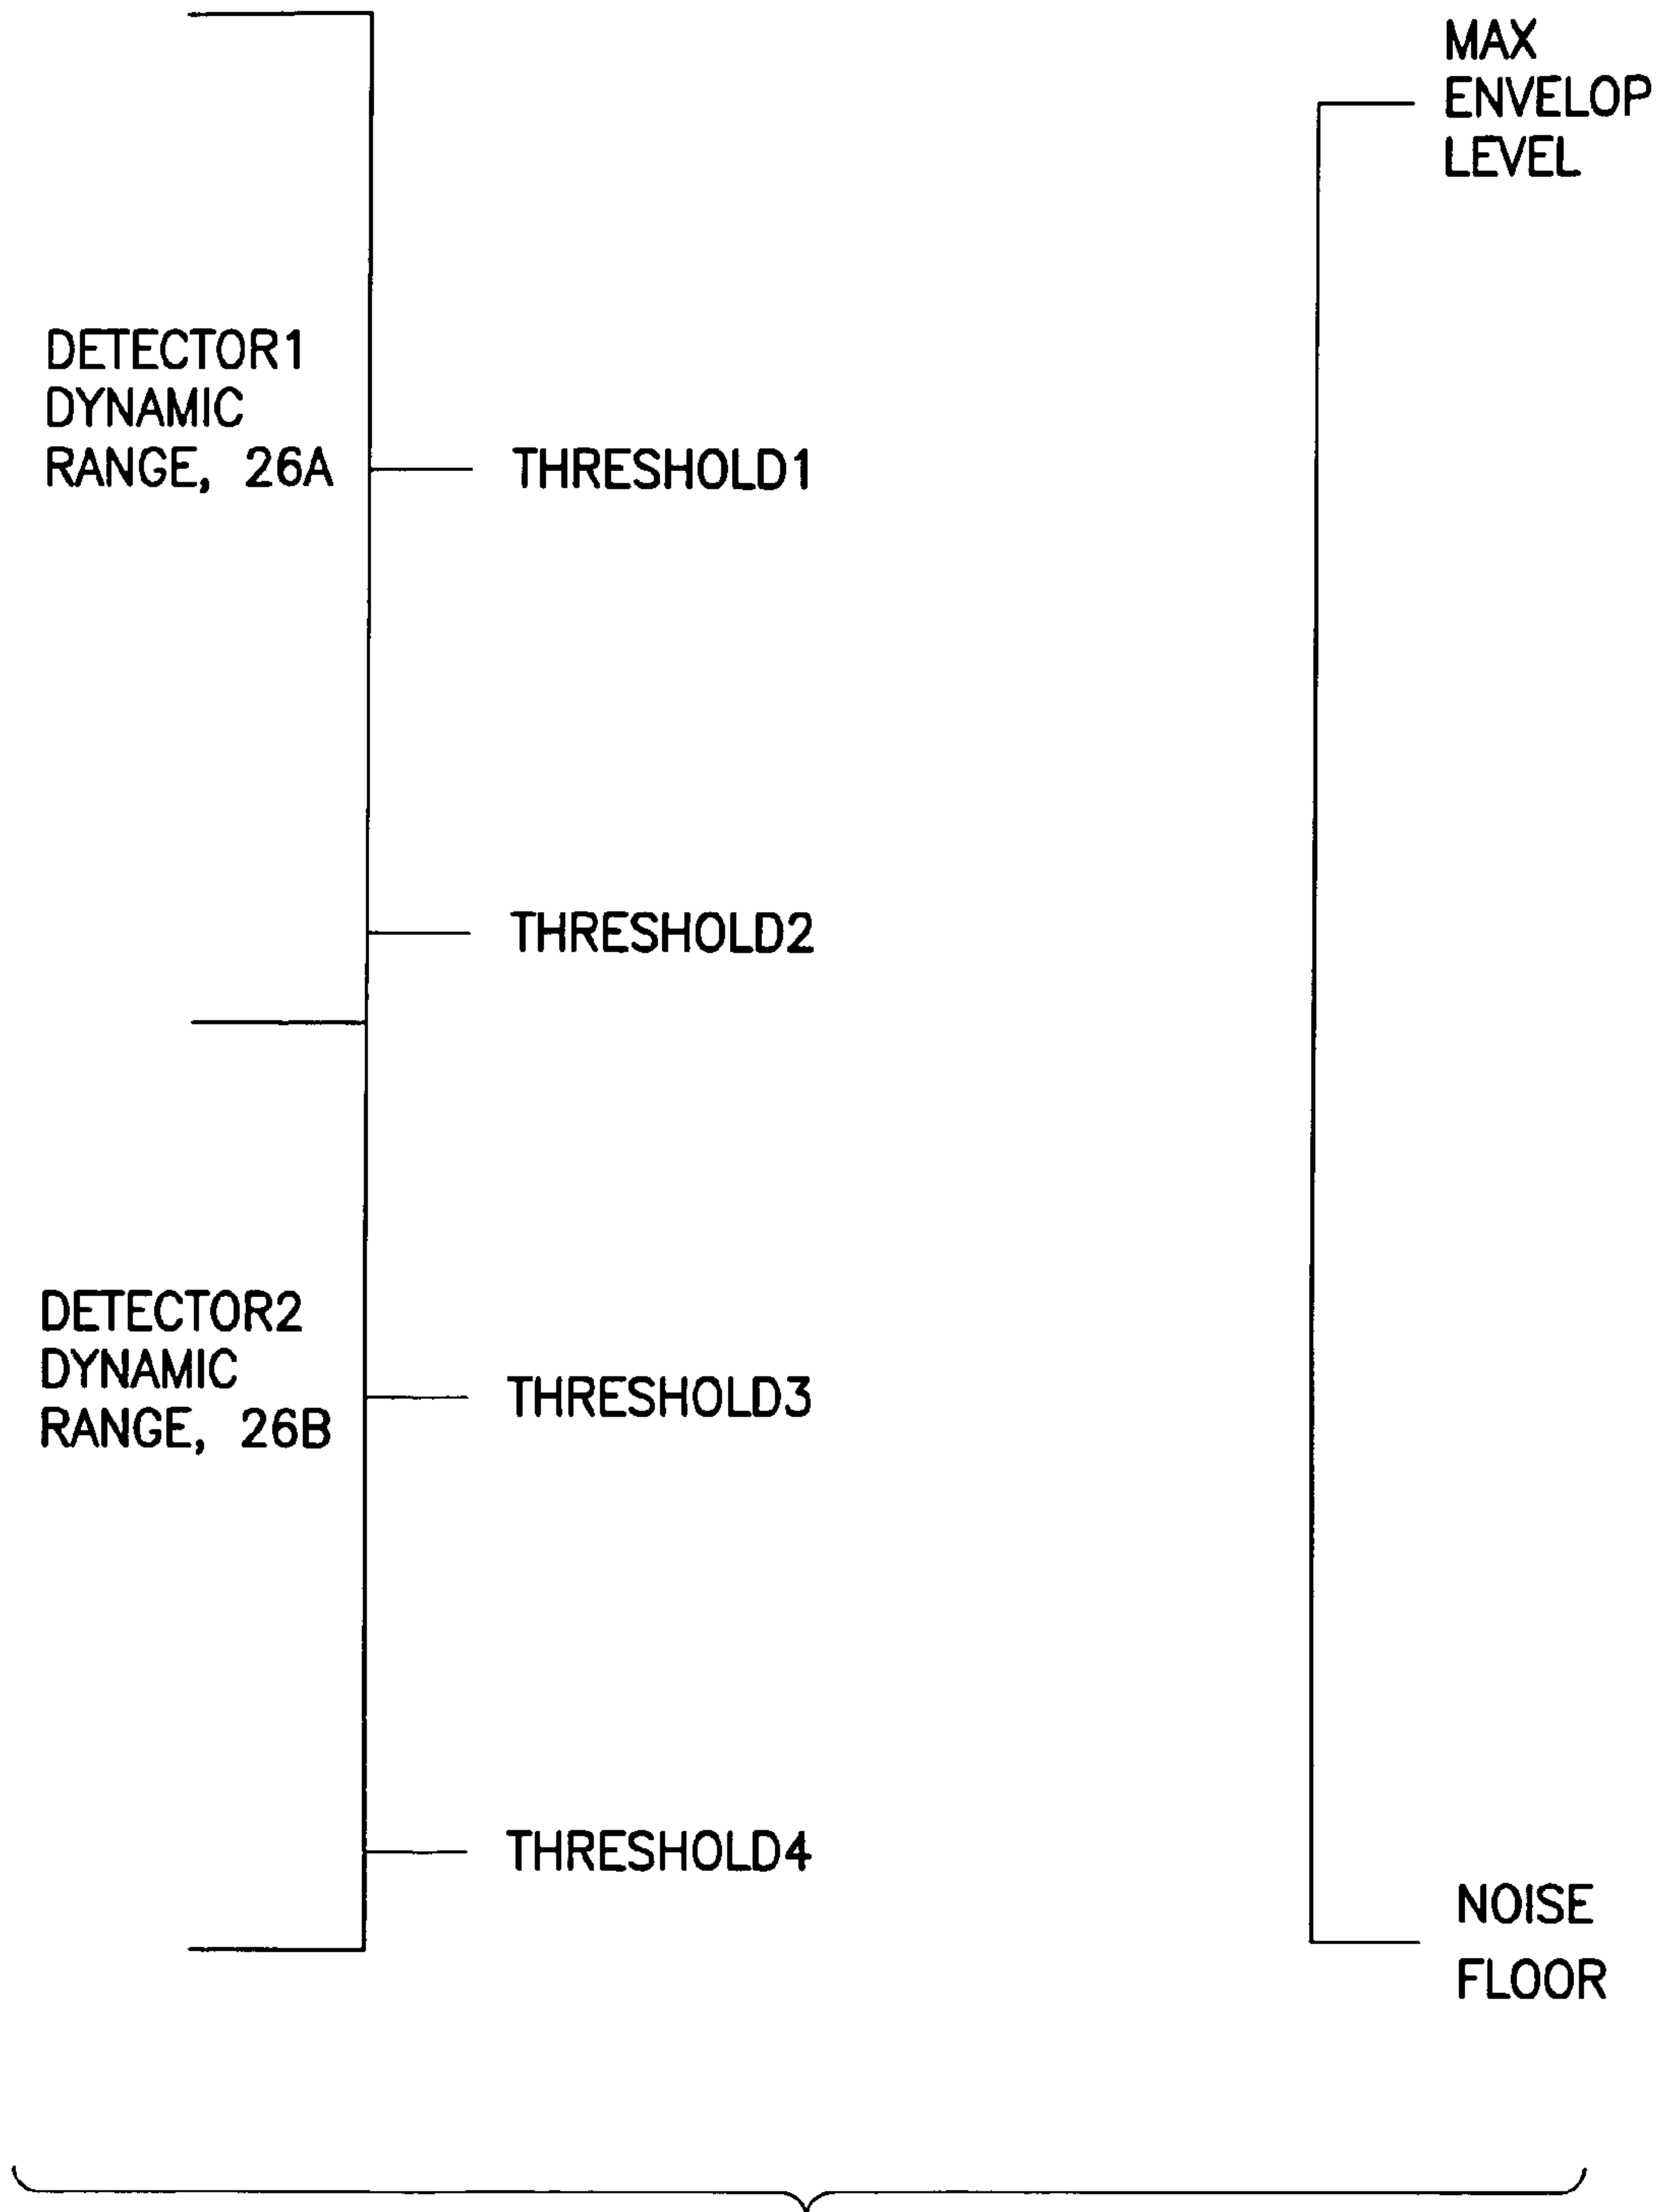 MAX
ENVELOP
LEVEL
DETECTOR1
DYNAMIC
RANGE, 26A
THRESHOLD1
THRESHOLD2
DETECTOR2
DYNAMIC
RANGE, 26B
THRESHOLD3
THRESHOLD4
NOISE
FLOOR